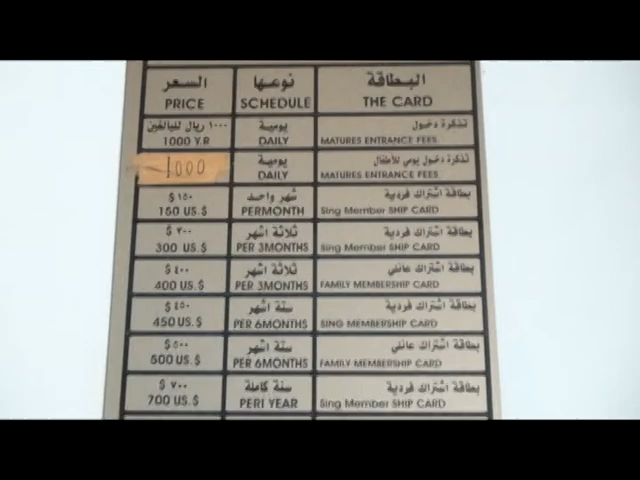 السعر نوعها البطاقة
PRICE SCHEDULE THE CARD
١٠٠٠ ريال للبالغين يومية تذكرة دخول
1000 Y.R DAILY MATURES ENTRANCE FEES
1000 يومية تذكرة دخول يومي للأطفال
DAILY MATURES ENTRANCE FEES
$ ١٥٠ شهر واحد بطاقة اشتراك فردية
150 US.$ PERMONTH Sing Member SHIP CARD
$ ٣٠٠ ثلاثة اشهر بطاقة اشتراك فردية
300 US.$ PER 3MONTHS Sing Member SHIP CARD
$ ٤٠٠ ثلاثة اشهر بطاقة اشتراك عائلي
400 US.$ PER 3MONTHS FAMILY MEMBERSHIP CARD
$ ٤٥٠ ستة اشهر بطاقة اشتراك فردية
450 US.$ PER 6MONTHS SING MEMBERSHIP CARD
$ ٥٠٠ ستة اشهر بطاقة اشتراك عائلي
500 US.$ PER 6MONTHS FAMILY MEMBERSHIP CARD
$ ٧٠٠ سنة كاملة بطاقة اشتراك فردية
700 US.$ PERI YEAR Sing Member SHIP CARD